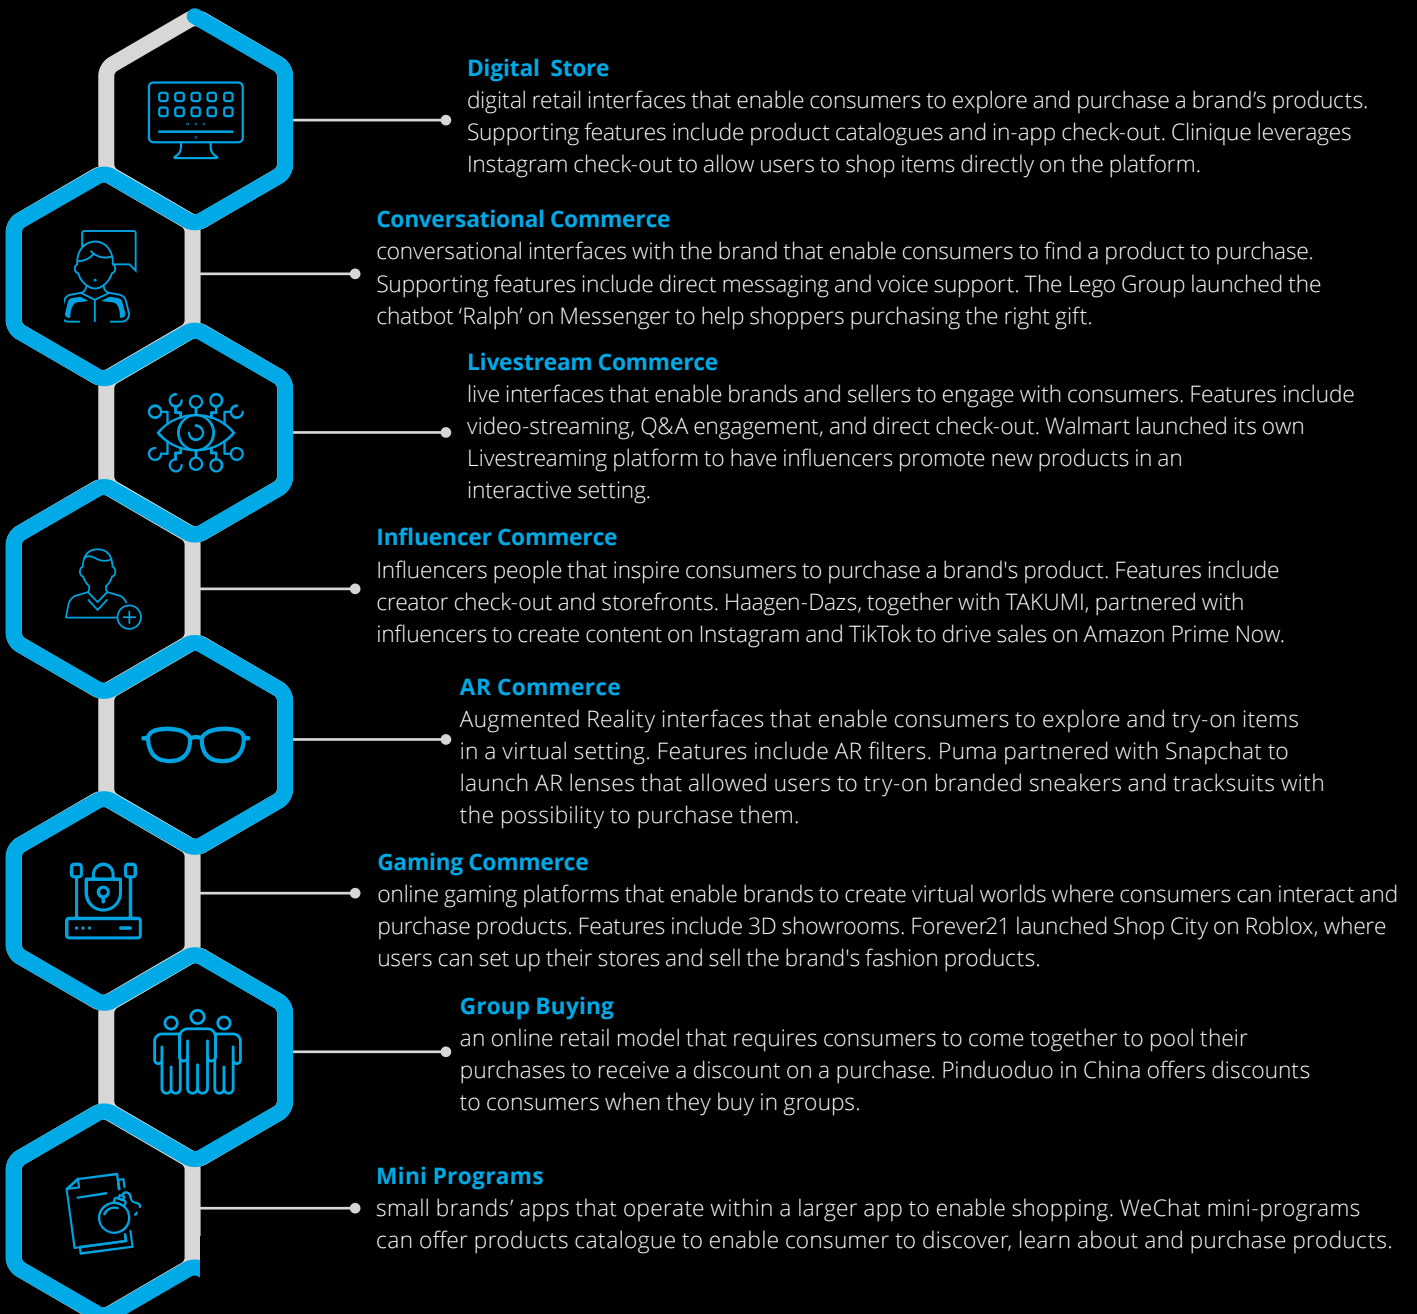 Digital Store
digital retail interfaces that enable consumers to explore and purchase a brand’s products.
Supporting features include product catalogues and in-app check-out. Clinique leverages
Instagram check-out to allow users to shop items directly on the platform.
Conversational Commerce
conversational interfaces with the brand that enable consumers to find a product to purchase.
Supporting features include direct messaging and voice support. The Lego Group launched the
chatbot ‘Ralph’ on Messenger to help shoppers purchasing the right gift.
Livestream Commerce
live interfaces that enable brands and sellers to engage with consumers. Features include
video-streaming, Q&A engagement, and direct check-out. Walmart launched its own
Livestreaming platform to have influencers promote new products in an
interactive setting.
Influencer Commerce
Influencers people that inspire consumers to purchase a brand's product. Features include
creator check-out and storefronts. Haagen-Dazs, together with TAKUMI, partnered with
influencers to create content on Instagram and TikTok to drive sales on Amazon Prime Now.
AR Commerce
Augmented Reality interfaces that enable consumers to explore and try-on items
in a virtual setting. Features include AR filters. Puma partnered with Snapchat to
launch AR lenses that allowed users to try-on branded sneakers and tracksuits with
the possibility to purchase them.
Gaming Commerce
online gaming platforms that enable brands to create virtual worlds where consumers can interact and
purchase products. Features include 3D showrooms. Forever21 launched Shop City on Roblox, where
users can set up their stores and sell the brand's fashion products.
Group Buying
an online retail model that requires consumers to come together to pool their
purchases to receive a discount on a purchase. Pinduoduo in China offers discounts
to consumers when they buy in groups.
Mini Programs
small brands’ apps that operate within a larger app to enable shopping. WeChat mini-programs
can offer products catalogue to enable consumer to discover, learn about and purchase products.